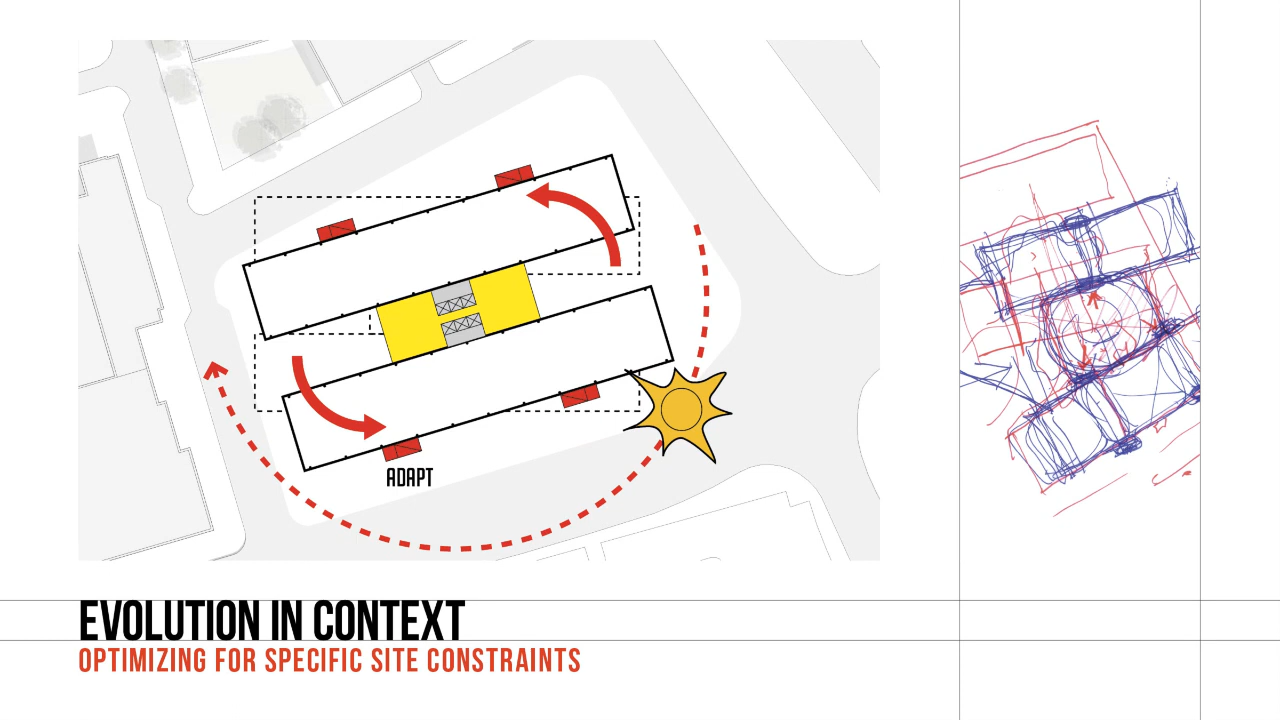 ADAPT
EVOLUTION IN CONTEXT
OPTIMIZING FOR SPECIFIC SITE CONSTRAINTS